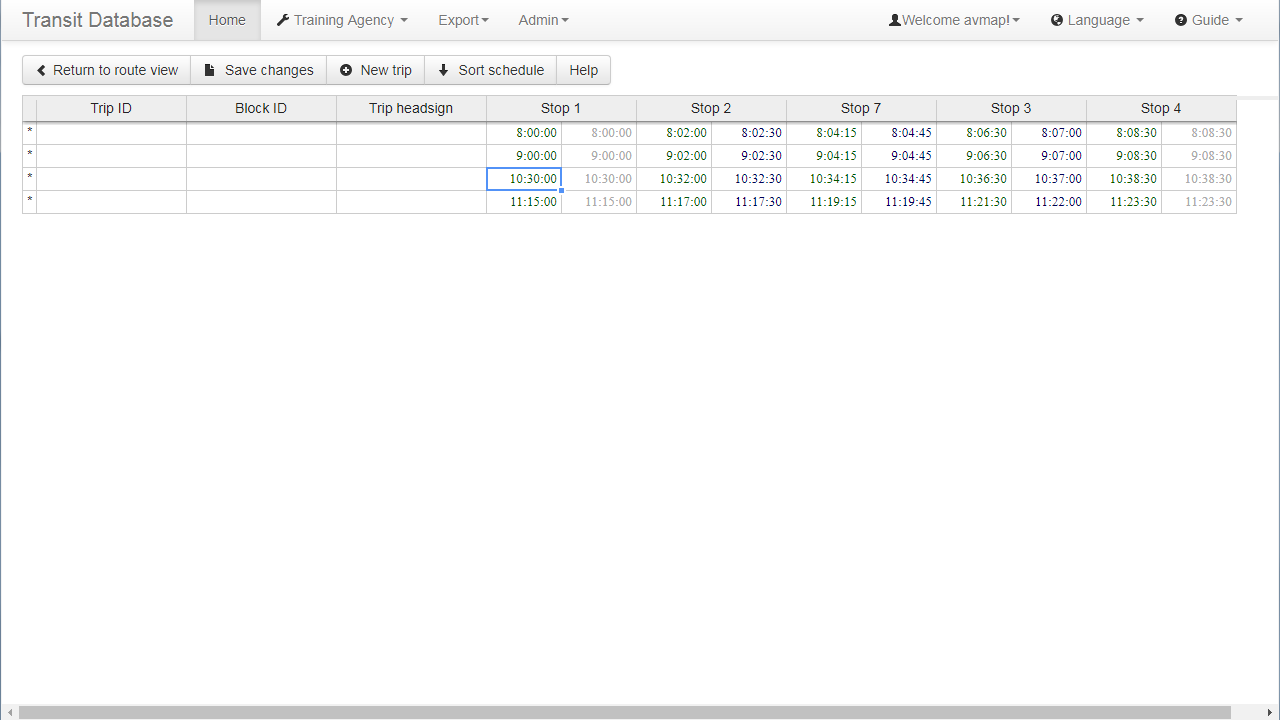 Transit Database Home Training Agency Export Admin Welcome avmap! Language Guide
Return to route view Save changes New trip Sort schedule Help
Trip ID Block ID Trip headsign Stop 1 Stop 2 Stop 7 Stop 3 Stop 4
* 8:00:00 8:00:00 8:02:00 8:02:30 8:04:15 8:04:45 8:06:30 8:07:00 8:08:30 8:08:30
* 9:00:00 9:00:00 9:02:00 9:02:30 9:04:15 9:04:45 9:06:30 9:07:00 9:08:30 9:08:30
* 10:30:00 10:30:00 10:32:00 10:32:30 10:34:15 10:34:45 10:36:30 10:37:00 10:38:30 10:38:30
* 11:15:00 11:15:00 11:17:00 11:17:30 11:19:15 11:19:45 11:21:30 11:22:00 11:23:30 11:23:30